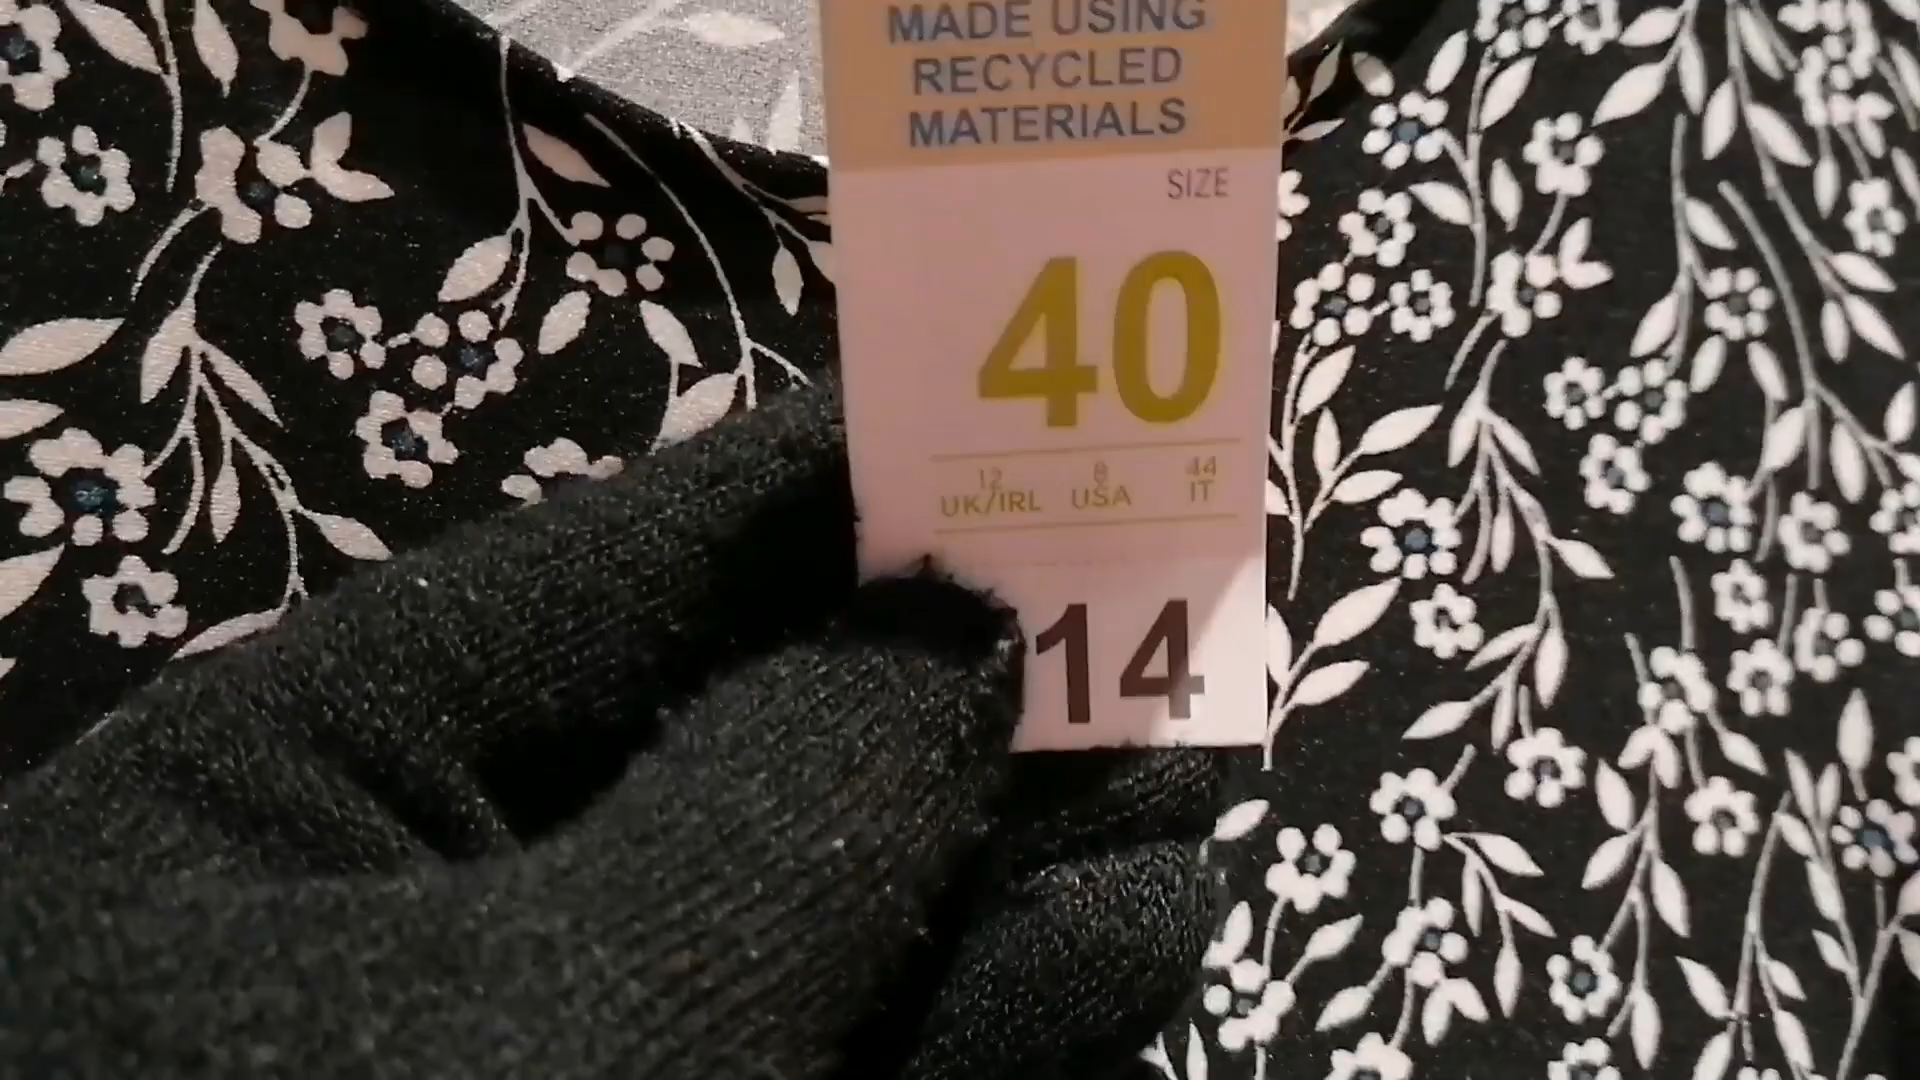 MADE USING
RECYCLED
MATERIALS
SIZE
40
12 8 44
UK/IRL USA IT
14